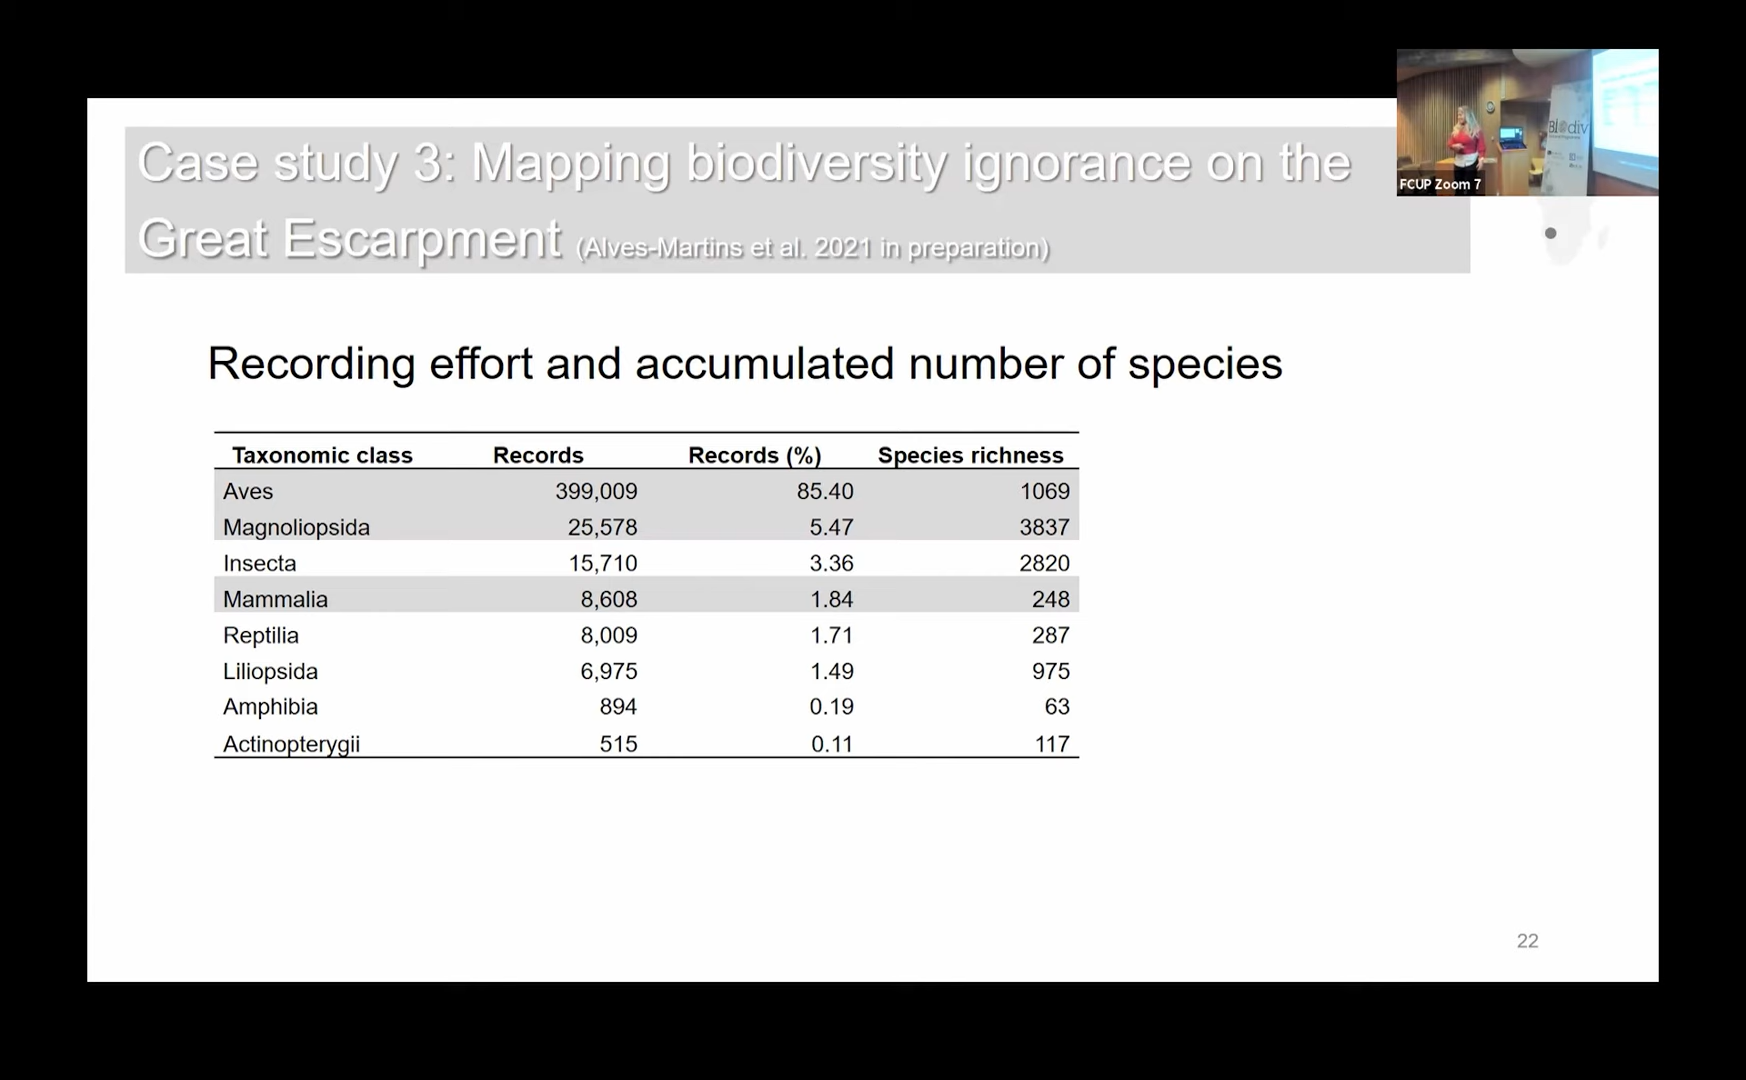 Case study 3: Mapping biodiversity ignorance on the
Great Escarpment (Alves-Martins et al. 2021 in preparation)
FCUP Zoom 7
Bi@div
Recording effort and accumulated number of species
Taxonomic class Records Records (%) Species richness
Aves 399,009 85.40 1069
Magnoliopsida 25,578 5.47 3837
Insecta 15,710 3.36 2820
Mammalia 8,608 1.84 248
Reptilia 8,009 1.71 287
Liliopsida 6,975 1.49 975
Amphibia 894 0.19 63
Actinopterygii 515 0.11 117
22